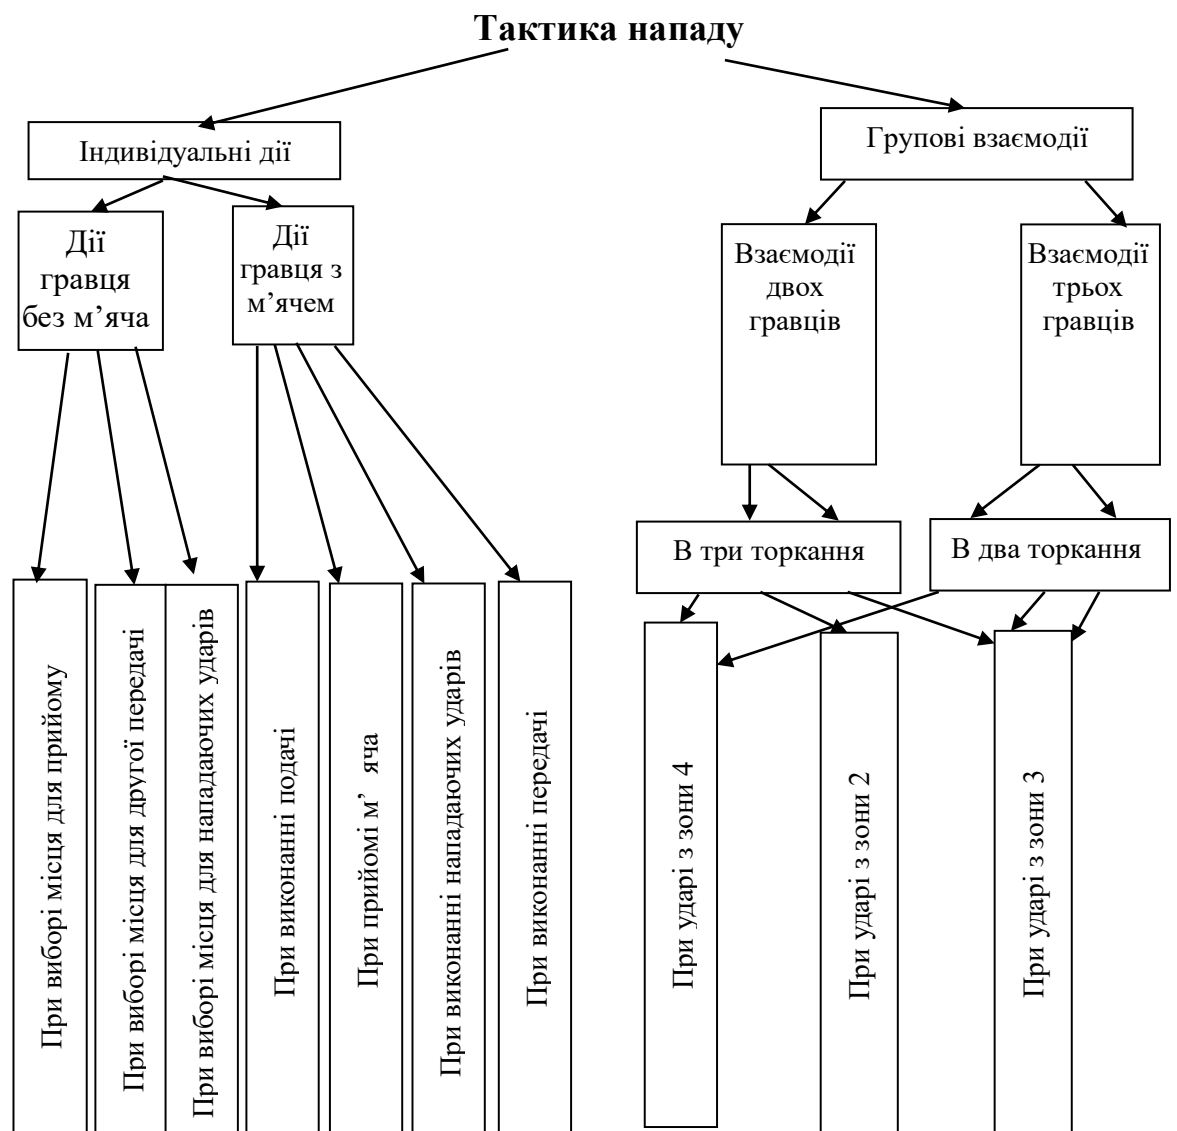 Тактика нападу
Індивідуальні дії
Групові взаємодії
Дії
гравця
без м’яча
Дії
гравця з
м’ячем
Взаємодії
двох
гравців
Взаємодії
трьох
гравців
В три торкання
В два торкання
При виборі місця для прийому
При виборі місця для другої передачі
При виборі місця для нападаючих ударів
При виконанні подачі
При прийомі м’ яча
При виконанні нападаючих ударів
При виконанні передачі
При ударі з зони 4
При ударі з зони 2
При ударі з зони 3